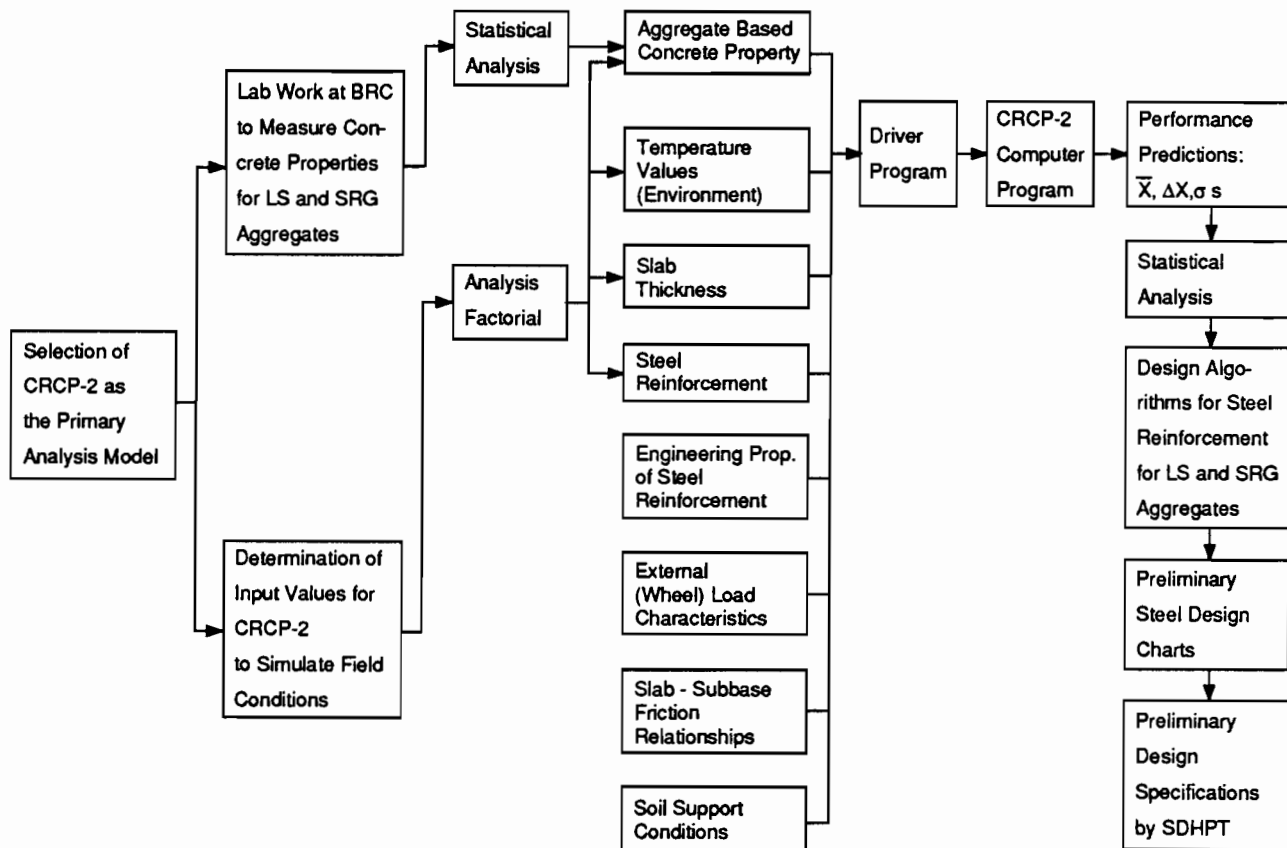 Selection of
CRCP-2 as
the Primary
Analysis Model
Lab Work at BRC
to Measure Con-
crete Properties
for LS and SRG
Aggregates
Determination of
Input Values for
CRCP-2
to Simulate Field
Conditions
Statistical
Analysis
Analysis
Factorial
Aggregate Based
Concrete Property
Temperature
Values
(Environment)
Slab
Thickness
Steel
Reinforcement
Engineering Prop.
of Steel
Reinforcement
External
(Wheel) Load
Characteristics
Slab - Subbase
Friction
Relationships
Soil Support
Conditions
Driver
Program
CRCP-2
Computer
Program
Performance
Predictions:
X̅, ΔX,σ s
Statistical
Analysis
Design Algo-
rithms for Steel
Reinforcement
for LS and SRG
Aggregates
Preliminary
Steel Design
Charts
Preliminary
Design
Specifications
by SDHPT